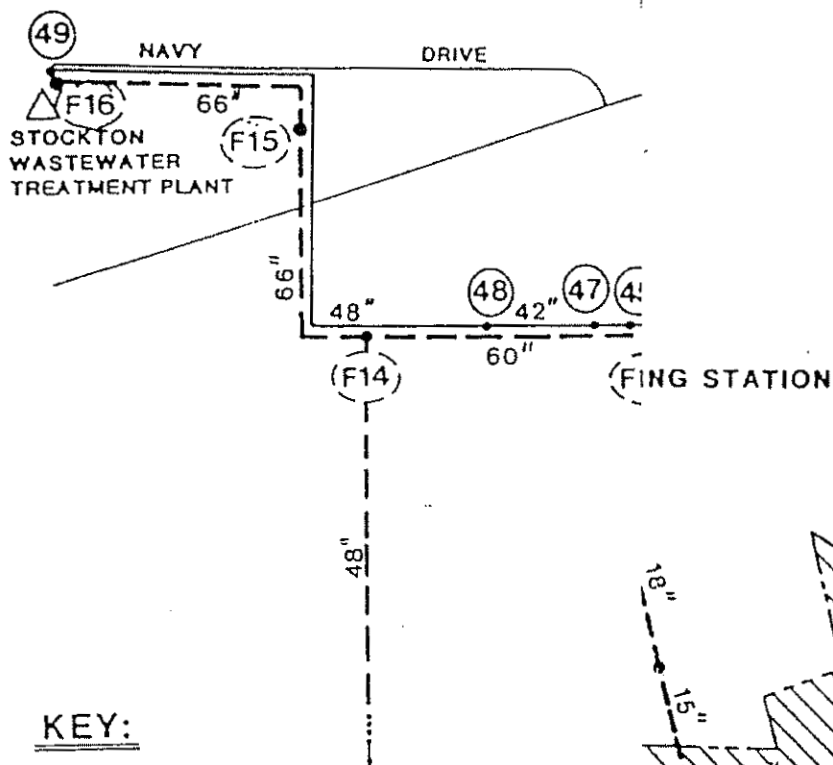 49
NAVY DRIVE
F16
66"
F15
STOCKTON
WASTEWATER
TREATMENT PLANT
66"
48"
48
42"
47
60"
F14
ING STATION
48"
18"
15"
KEY: